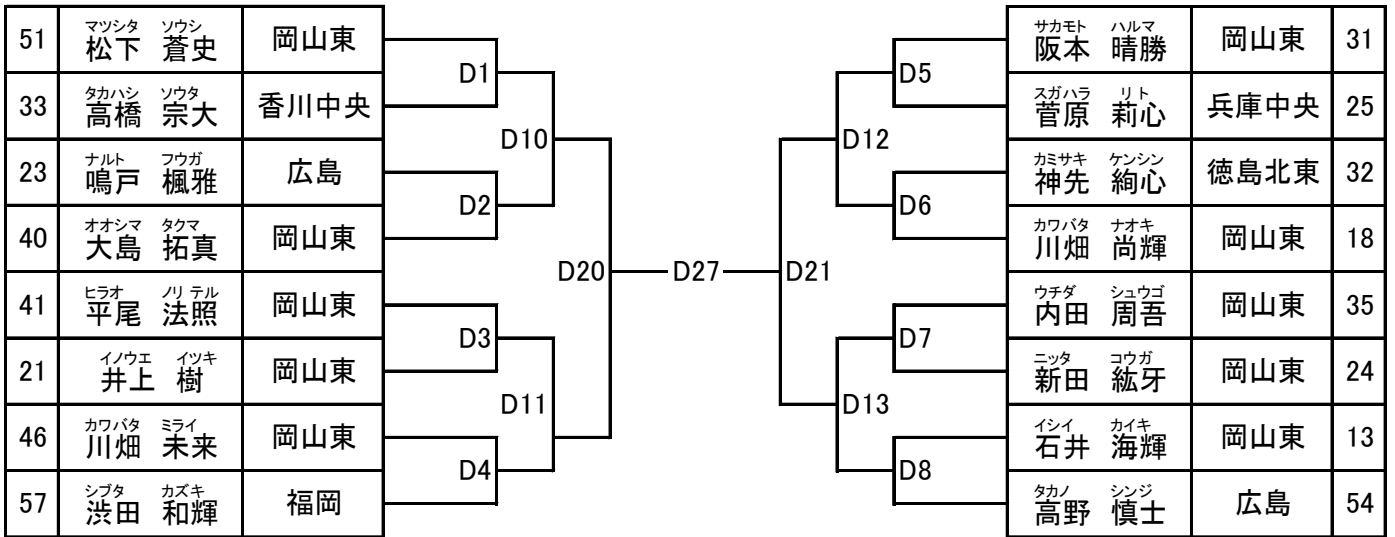 マツシタ ソウシ
51 松下 蒼史 岡山東
タカハシ ソウタ
33 高橋 宗大 香川中央
ナルト フウガ
23 鳴戸 楓雅 広島
オオシマ タクマ
40 大島 拓真 岡山東
ヒラオ ノリ テル
41 平尾 法照 岡山東
イノウエ イツキ
21 井上 樹 岡山東
カワバタ ミライ
46 川畑 未来 岡山東
シブタ カズキ
57 渋田 和輝 福岡
D1
D10
D2
D20
D3
D11
D4
D27
D5
D12
D6
D21
D7
D13
D8
サカモト ハルマ
阪本 晴勝 岡山東 31
スガハラ リト
菅原 莉心 兵庫中央 25
カミサキ ケンシン
神先 絢心 徳島北東 32
カワバタ ナオキ
川畑 尚輝 岡山東 18
ウチダ シュウゴ
内田 周吾 岡山東 35
ニッタ コウガ
新田 紘牙 岡山東 24
イシイ カイキ
石井 海輝 岡山東 13
タカノ シンジ
高野 慎士 広島 54